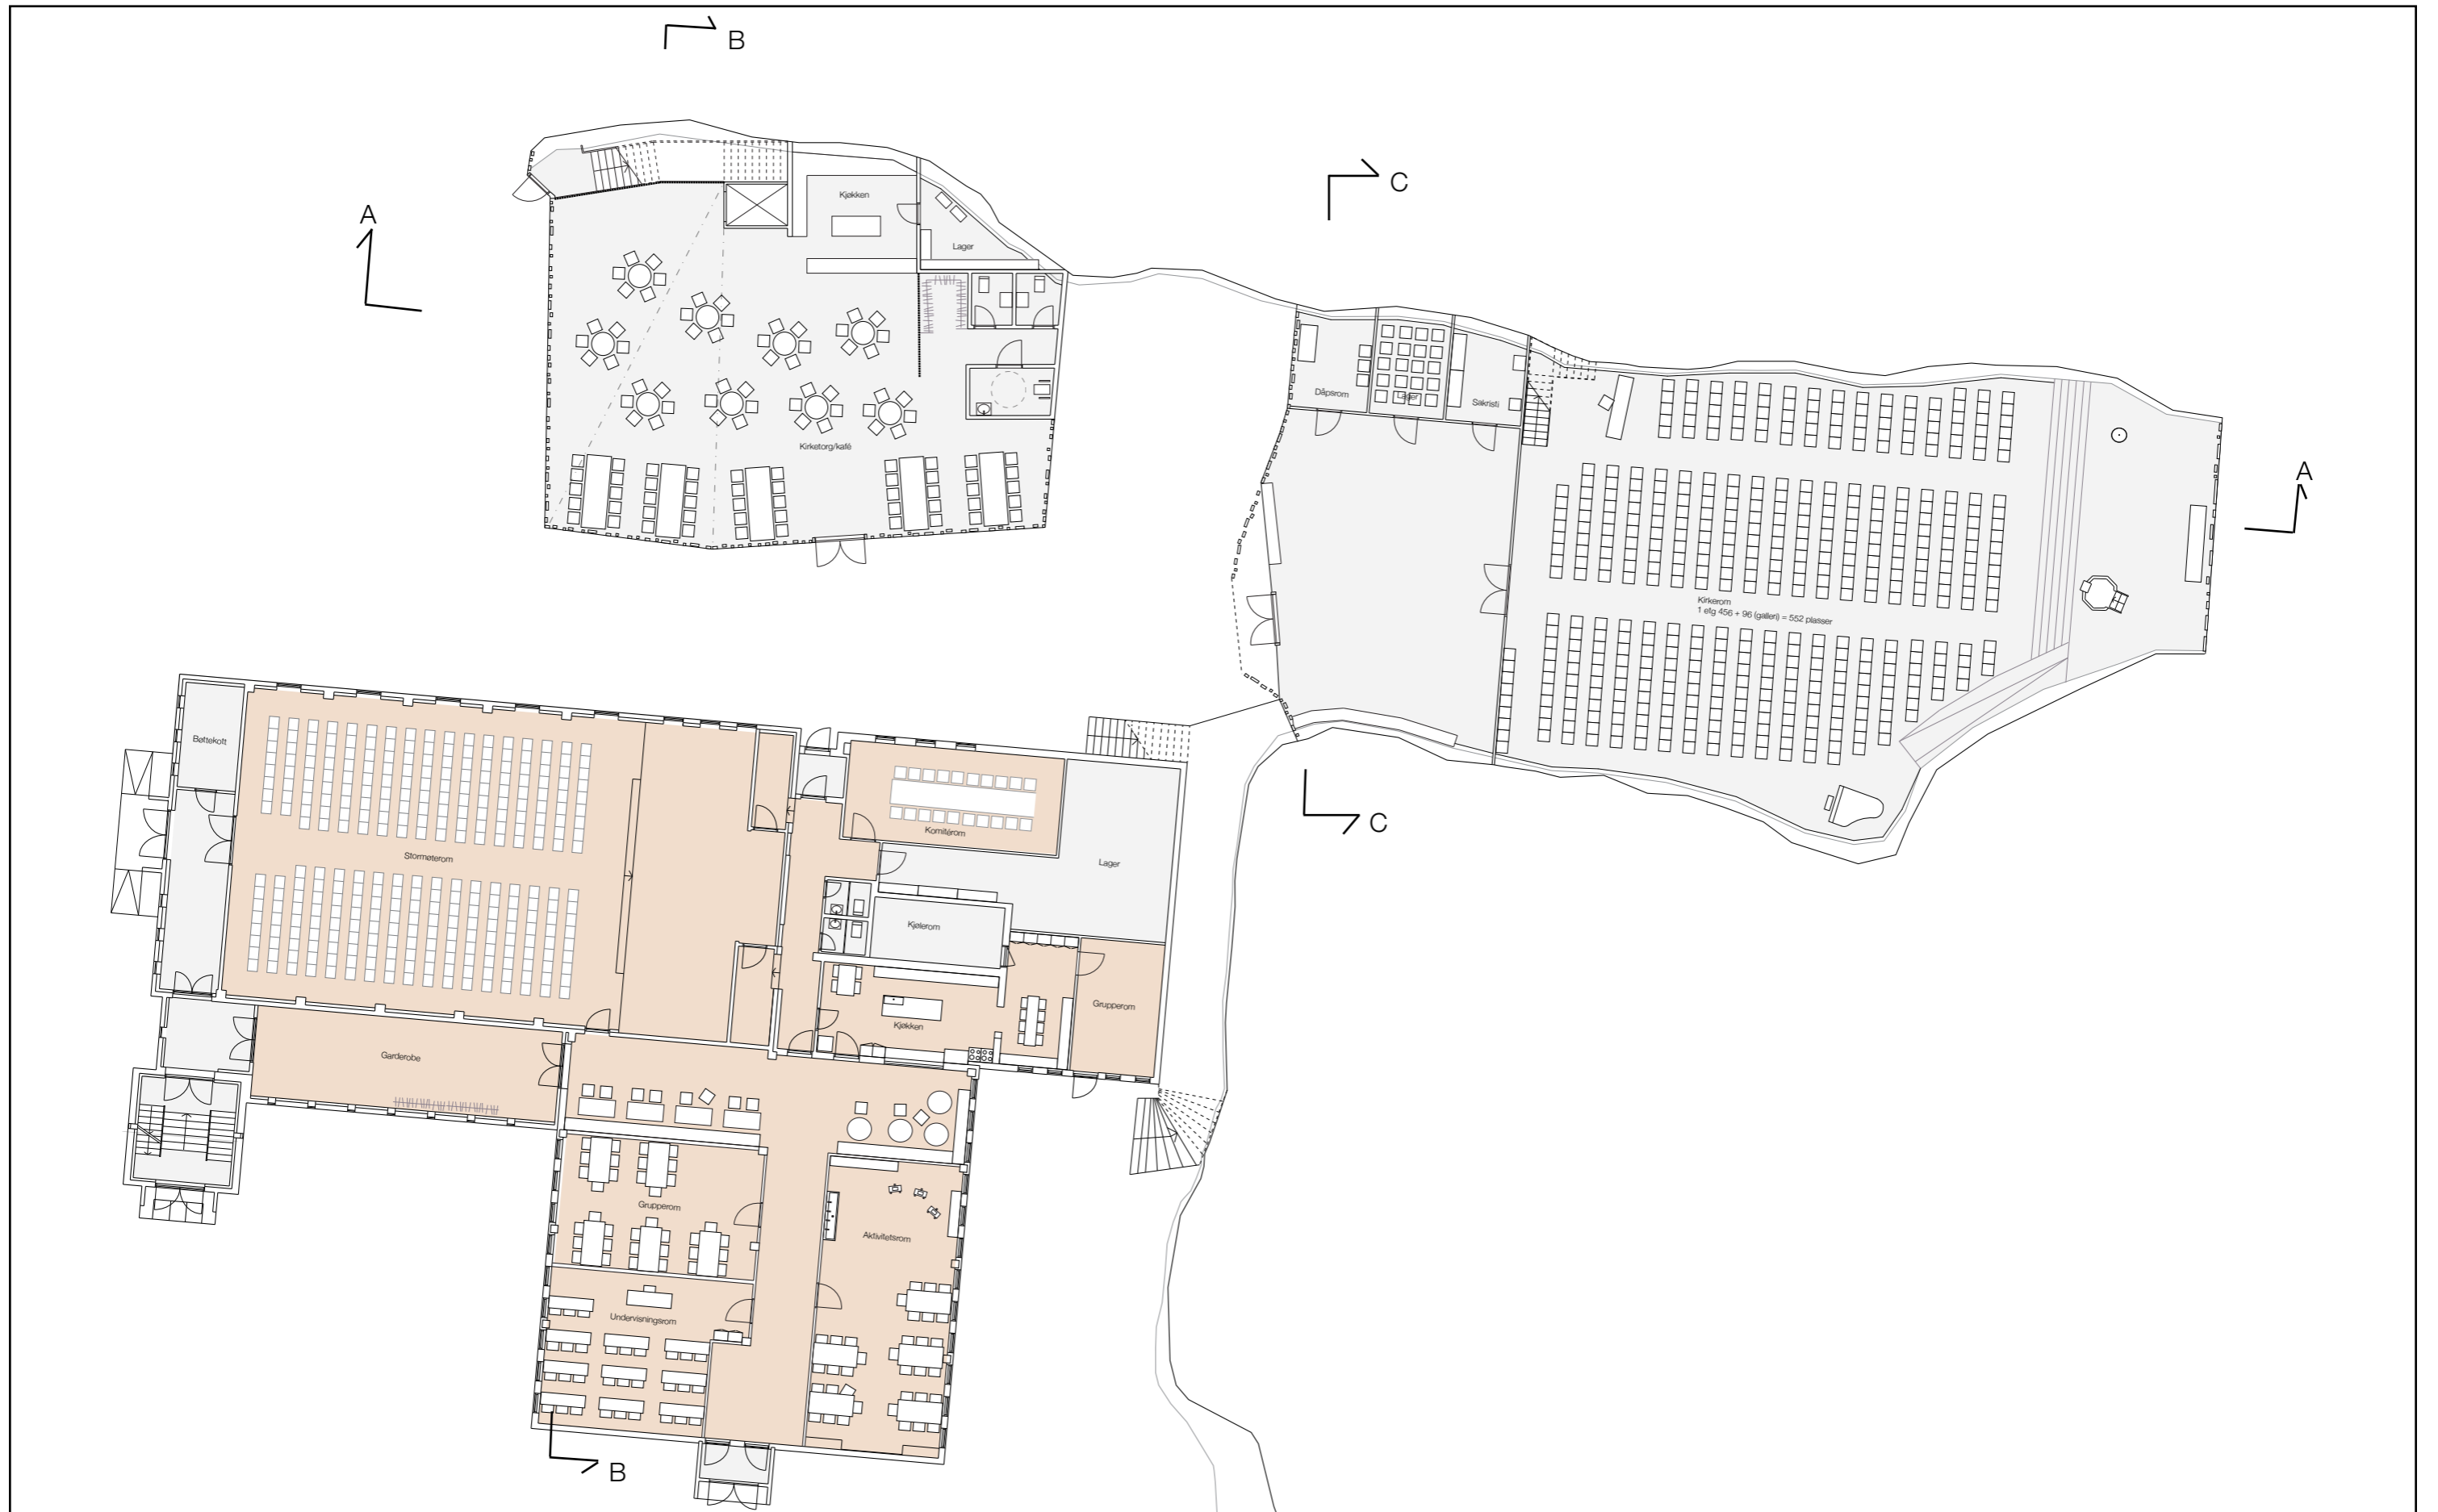 B
C
A
Kjøkken
Lager
Kirketorg/kafé
Dåpsrom
Lager
Sakristi
A
Kirkerom
1 etg 456 + 96 (galleri) = 552 plasser
Bøttekott
Stormøterom
Komitérom
Lager
C
Kjølerom
Grupperom
Kjøkken
Garderobe
Grupperom
Aktivitetsrom
Undervisningsrom
B